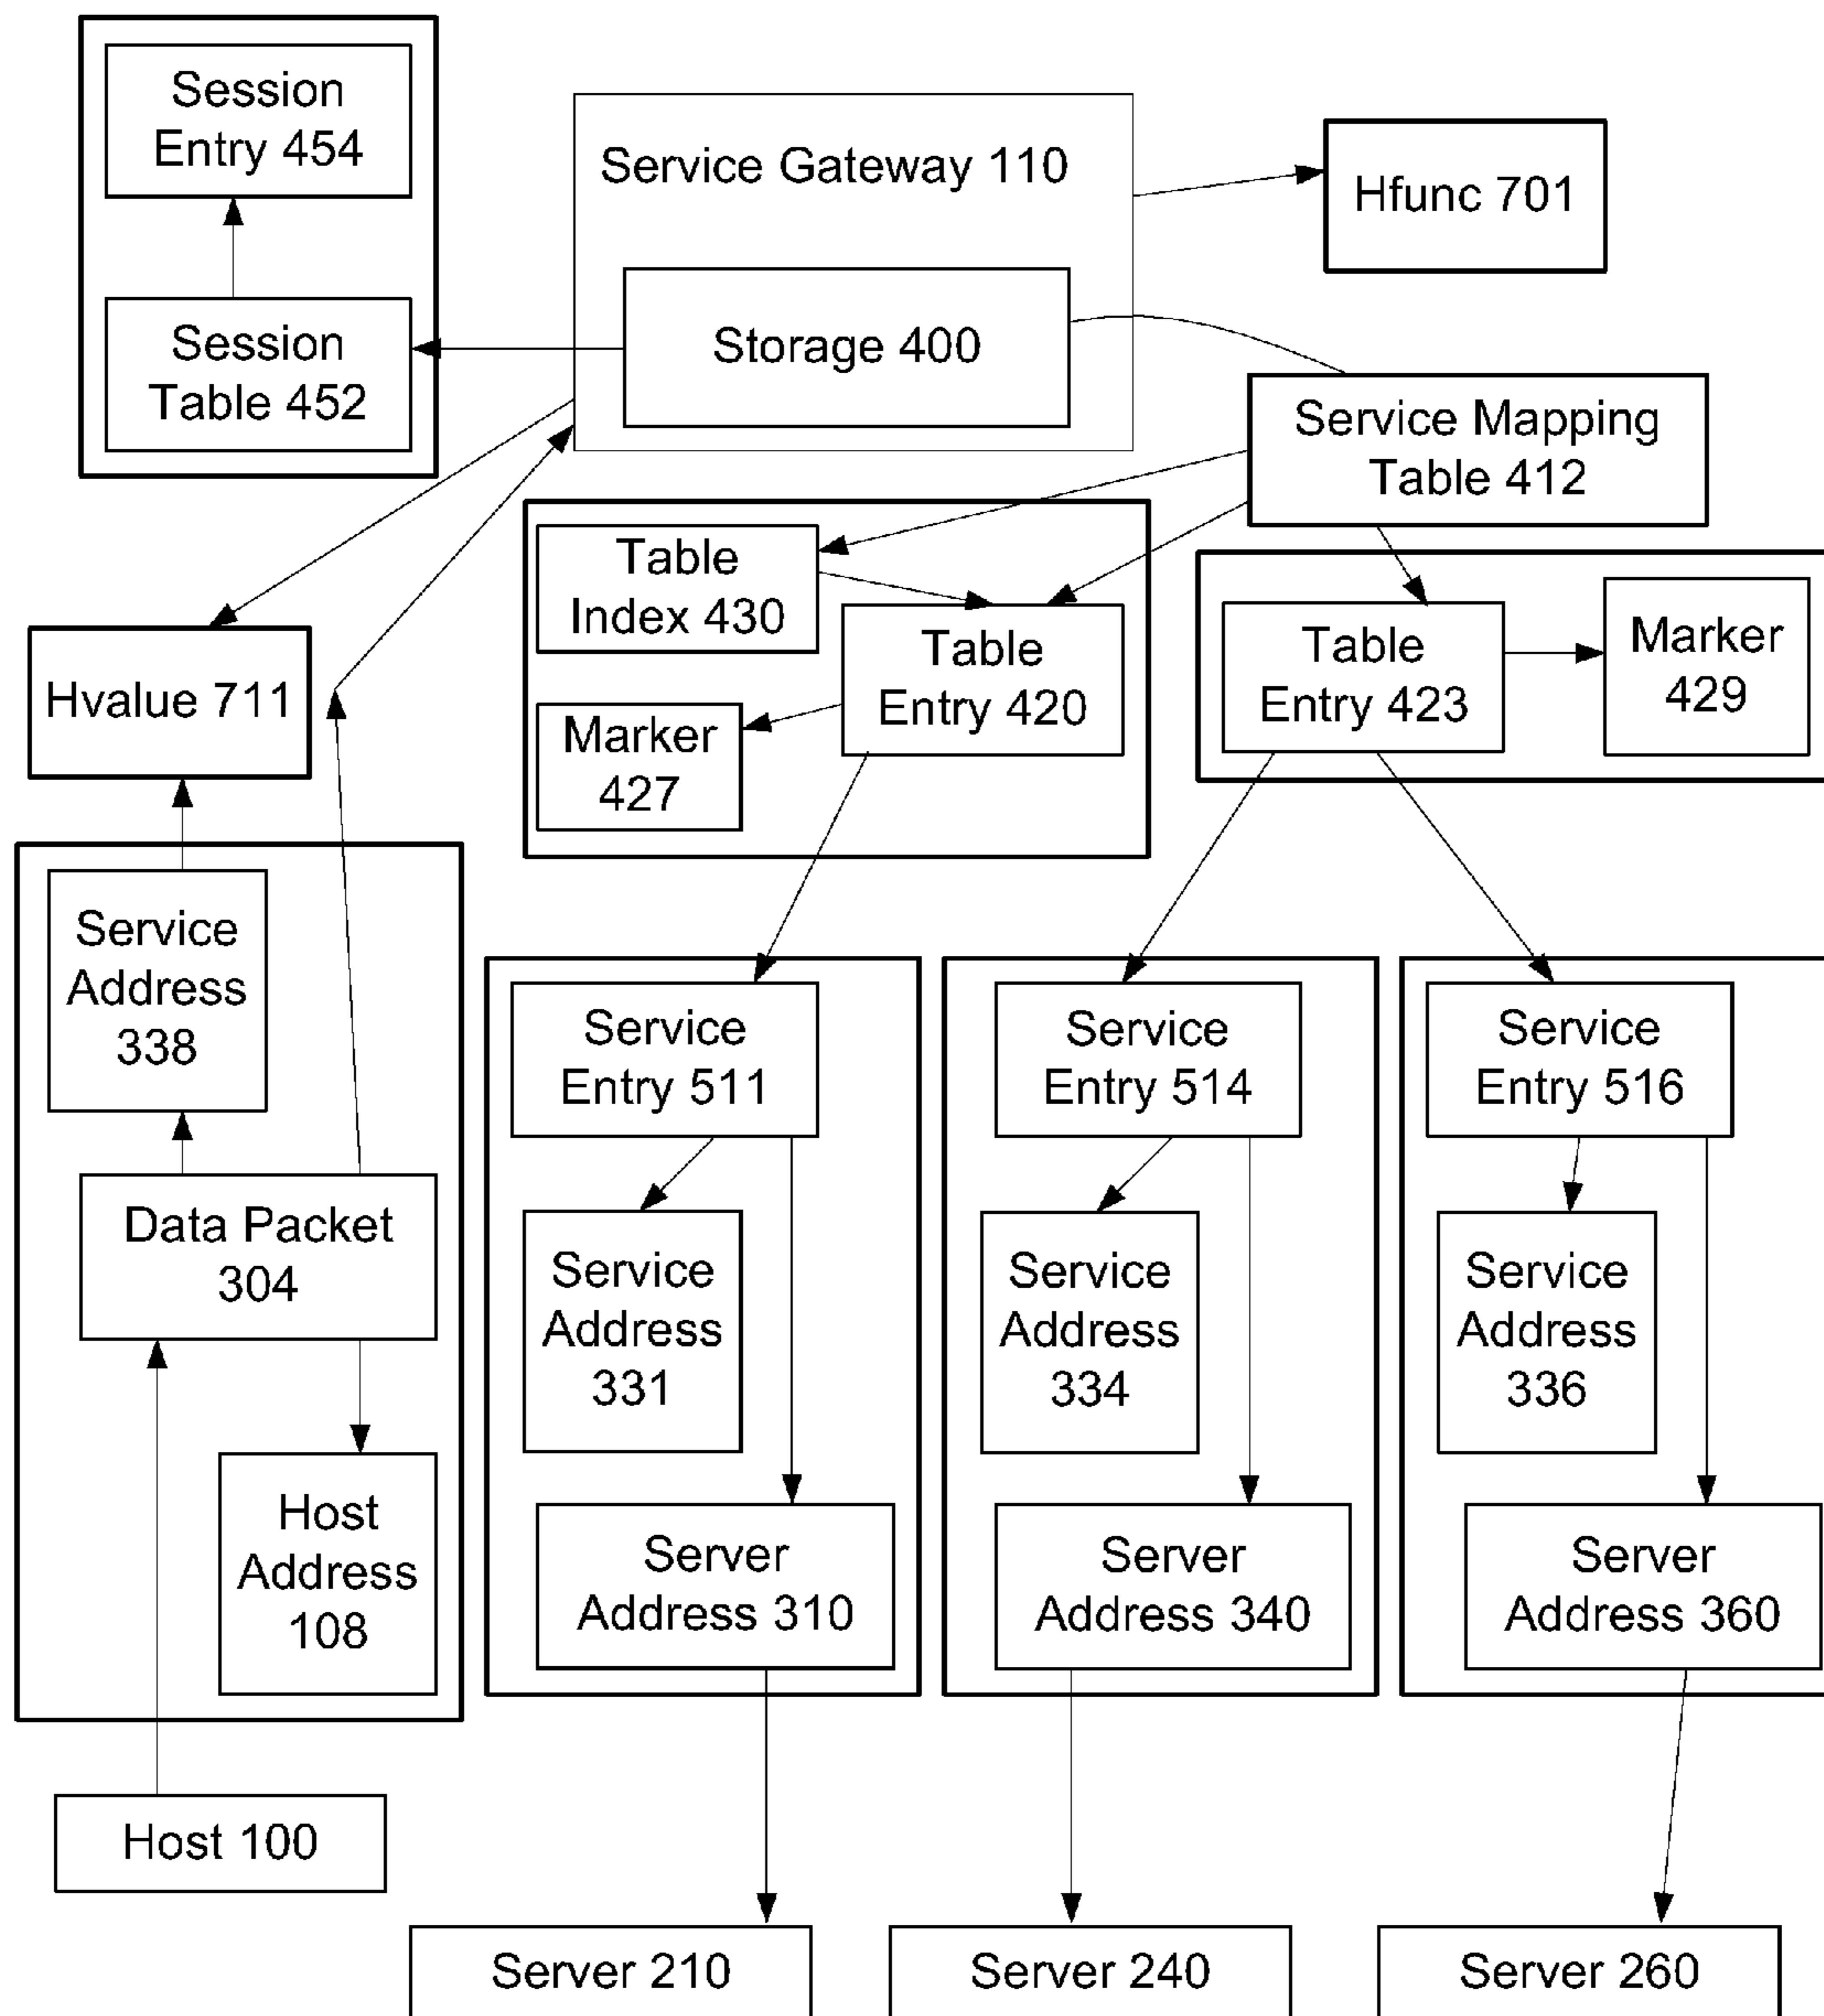 Session
Entry 454
Service Gateway 110
Hfunc 701
Session
Table 452
Storage 400
Service Mapping
Table 412
Table
Index 430
Table
Entry 420
Marker
427
Table
Entry 423
Marker
429
Hvalue 711
Service
Address
338
Data Packet
304
Host
Address
108
Host 100
Service
Entry 511
Service
Address
331
Server
Address 310
Service
Entry 514
Service
Address
334
Server
Address 340
Service
Entry 516
Service
Address
336
Server
Address 360
Server 210
Server 240
Server 260